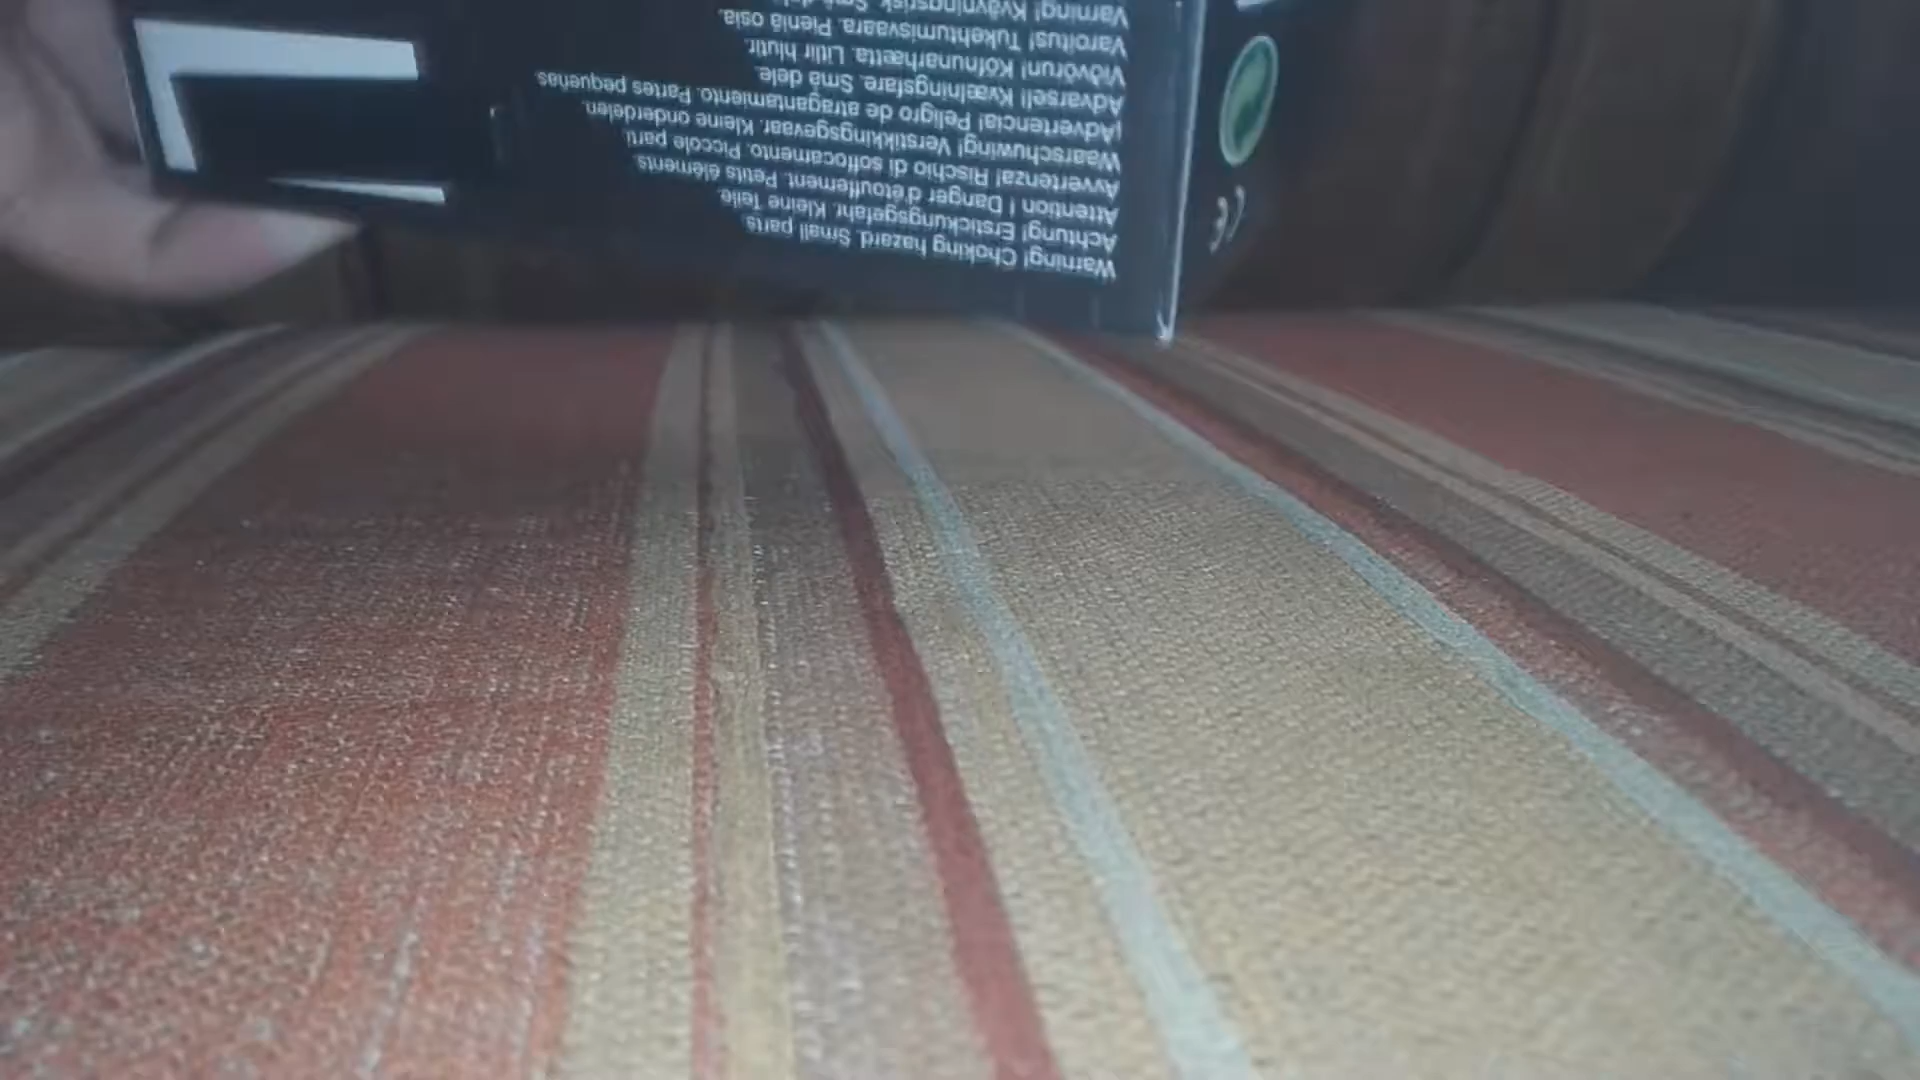 Warning! Choking hazard. Small parts.
Achtung! Erstickungsgefahr. Kleine Teile.
Attention ! Danger d'étouffement. Petits éléments.
Avvertenza! Rischio di soffocamento. Piccole parti.
Waarschuwing! Verstikkingsgevaar. Kleine onderdelen.
¡Advertencia! Peligro de atragantamiento. Partes pequeñas
Advarsel! Kvælningsfare. Små dele.
Viðvörun! Köfnunarhætta. Litlir hlutir.
Varoitus! Tukehtumisvaara. Pieniä osia.
Varning! Kvävningsrisk.
CE